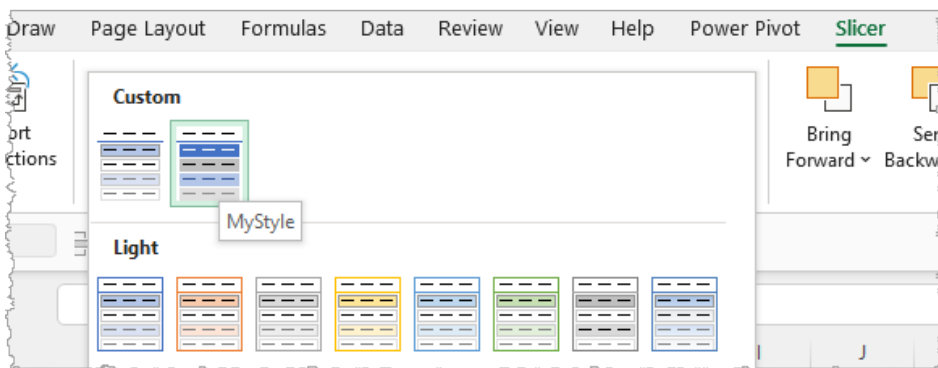 Draw Page Layout Formulas Data Review View Help Power Pivot Slicer
Custom
Bring
Forward
MyStyle
Light
J